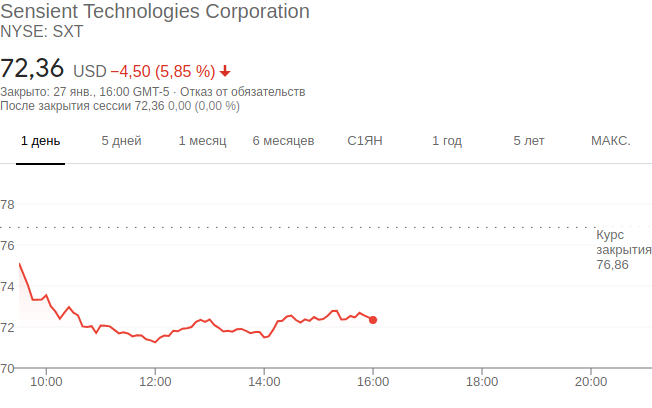 Sensient Technologies Corporation
NYSE: SXT
72,36 USD −4,50 (5,85 %)
Закрыто: 27 янв., 16:00 GMT-5 · Отказ от обязательств
После закрытия сессии 72,36 0,00 (0,00 %)
1 день 5 дней 1 месяц 6 месяцев С1ЯН 1 год 5 лет МАКС.
78
Курс
закрытия
76,86
76
74
72
70
10:00 12:00 14:00 16:00 18:00 20:00